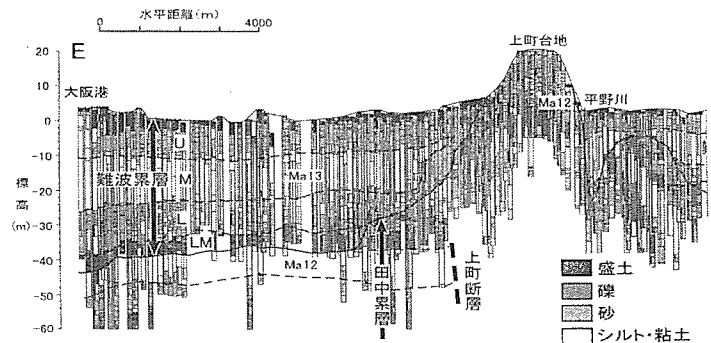 水平距離(m)
0 4000
E
上町台地
大阪港
Ma12
平野川
20
10
0
-10
-20
-30
-40
-50
-60
標高(m)
U
難波累層
M
Ma13
L
LM
Ma12
田中累層
上町断層
盛土
礫
砂
シルト・粘土